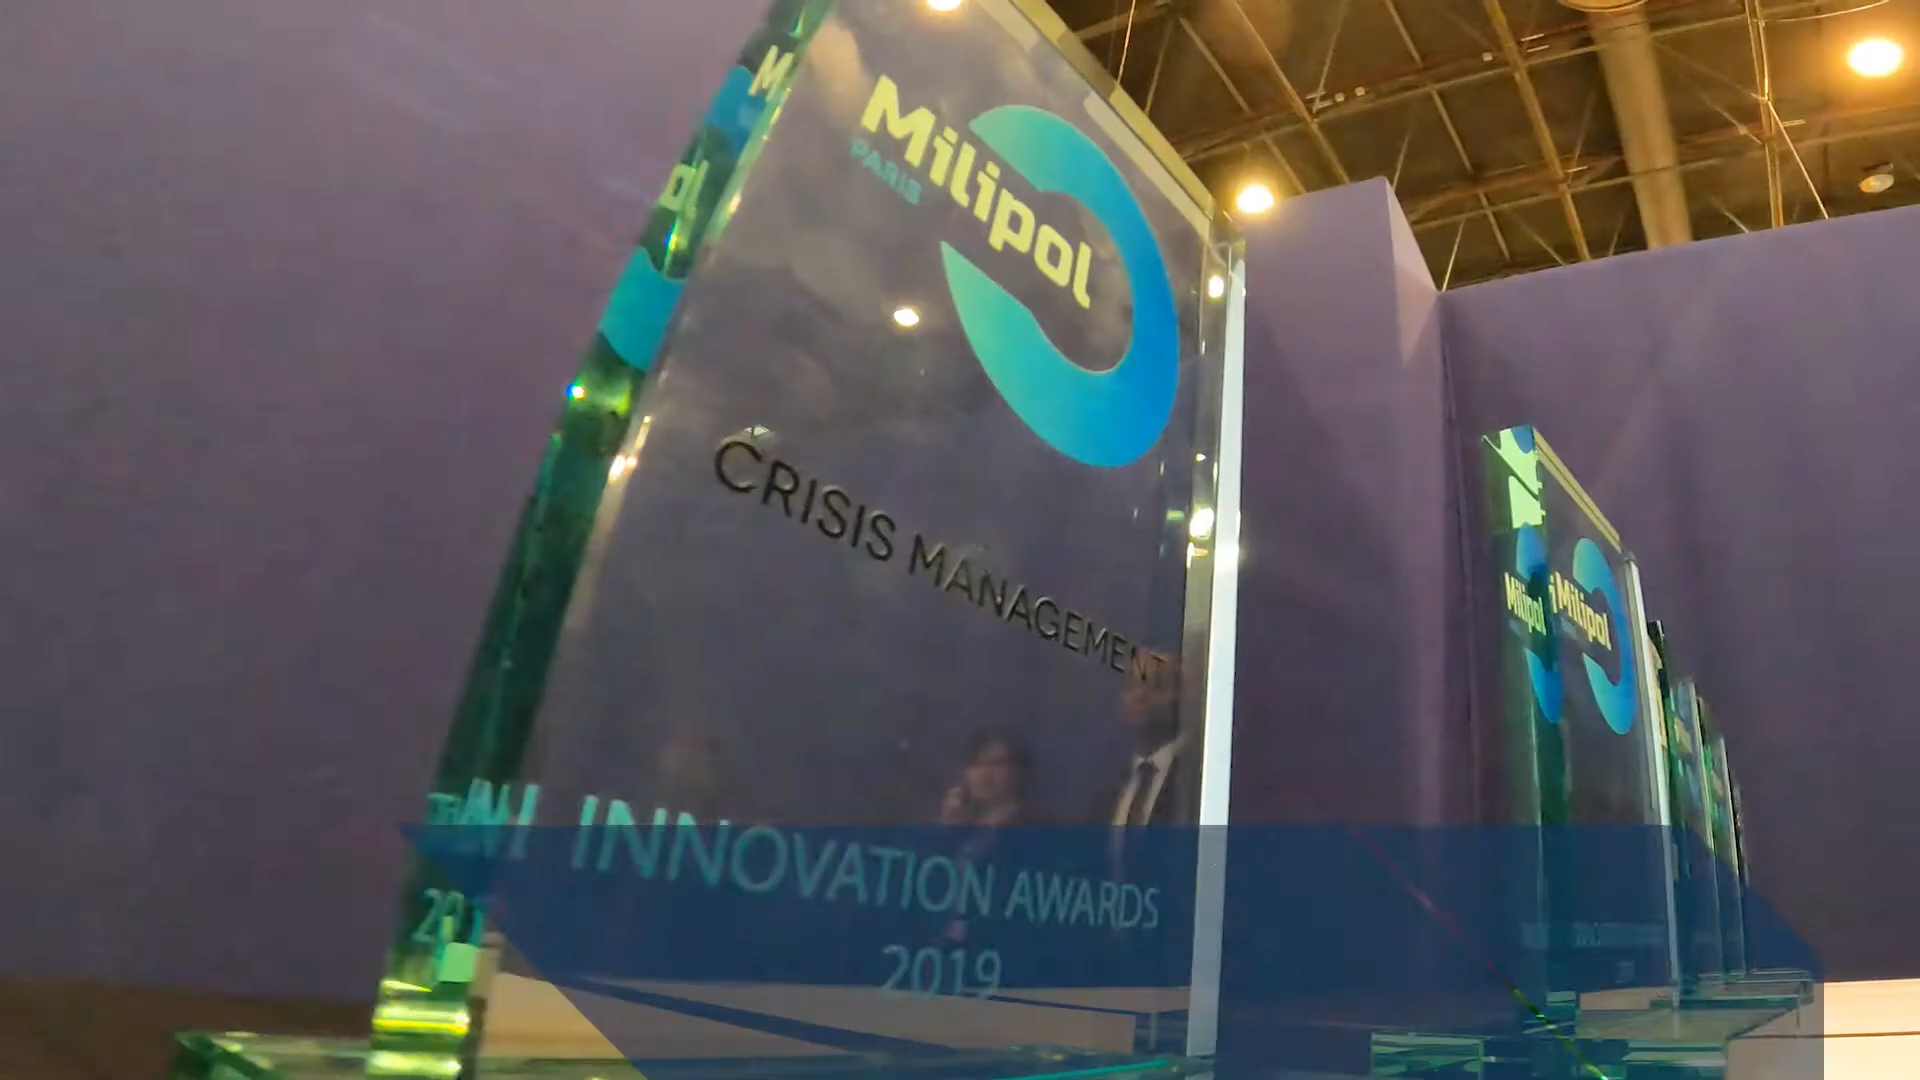 Milipol
PARIS
CRISIS MANAGEMENT
INNOVATION AWARDS
2019
Milipol
Milipol